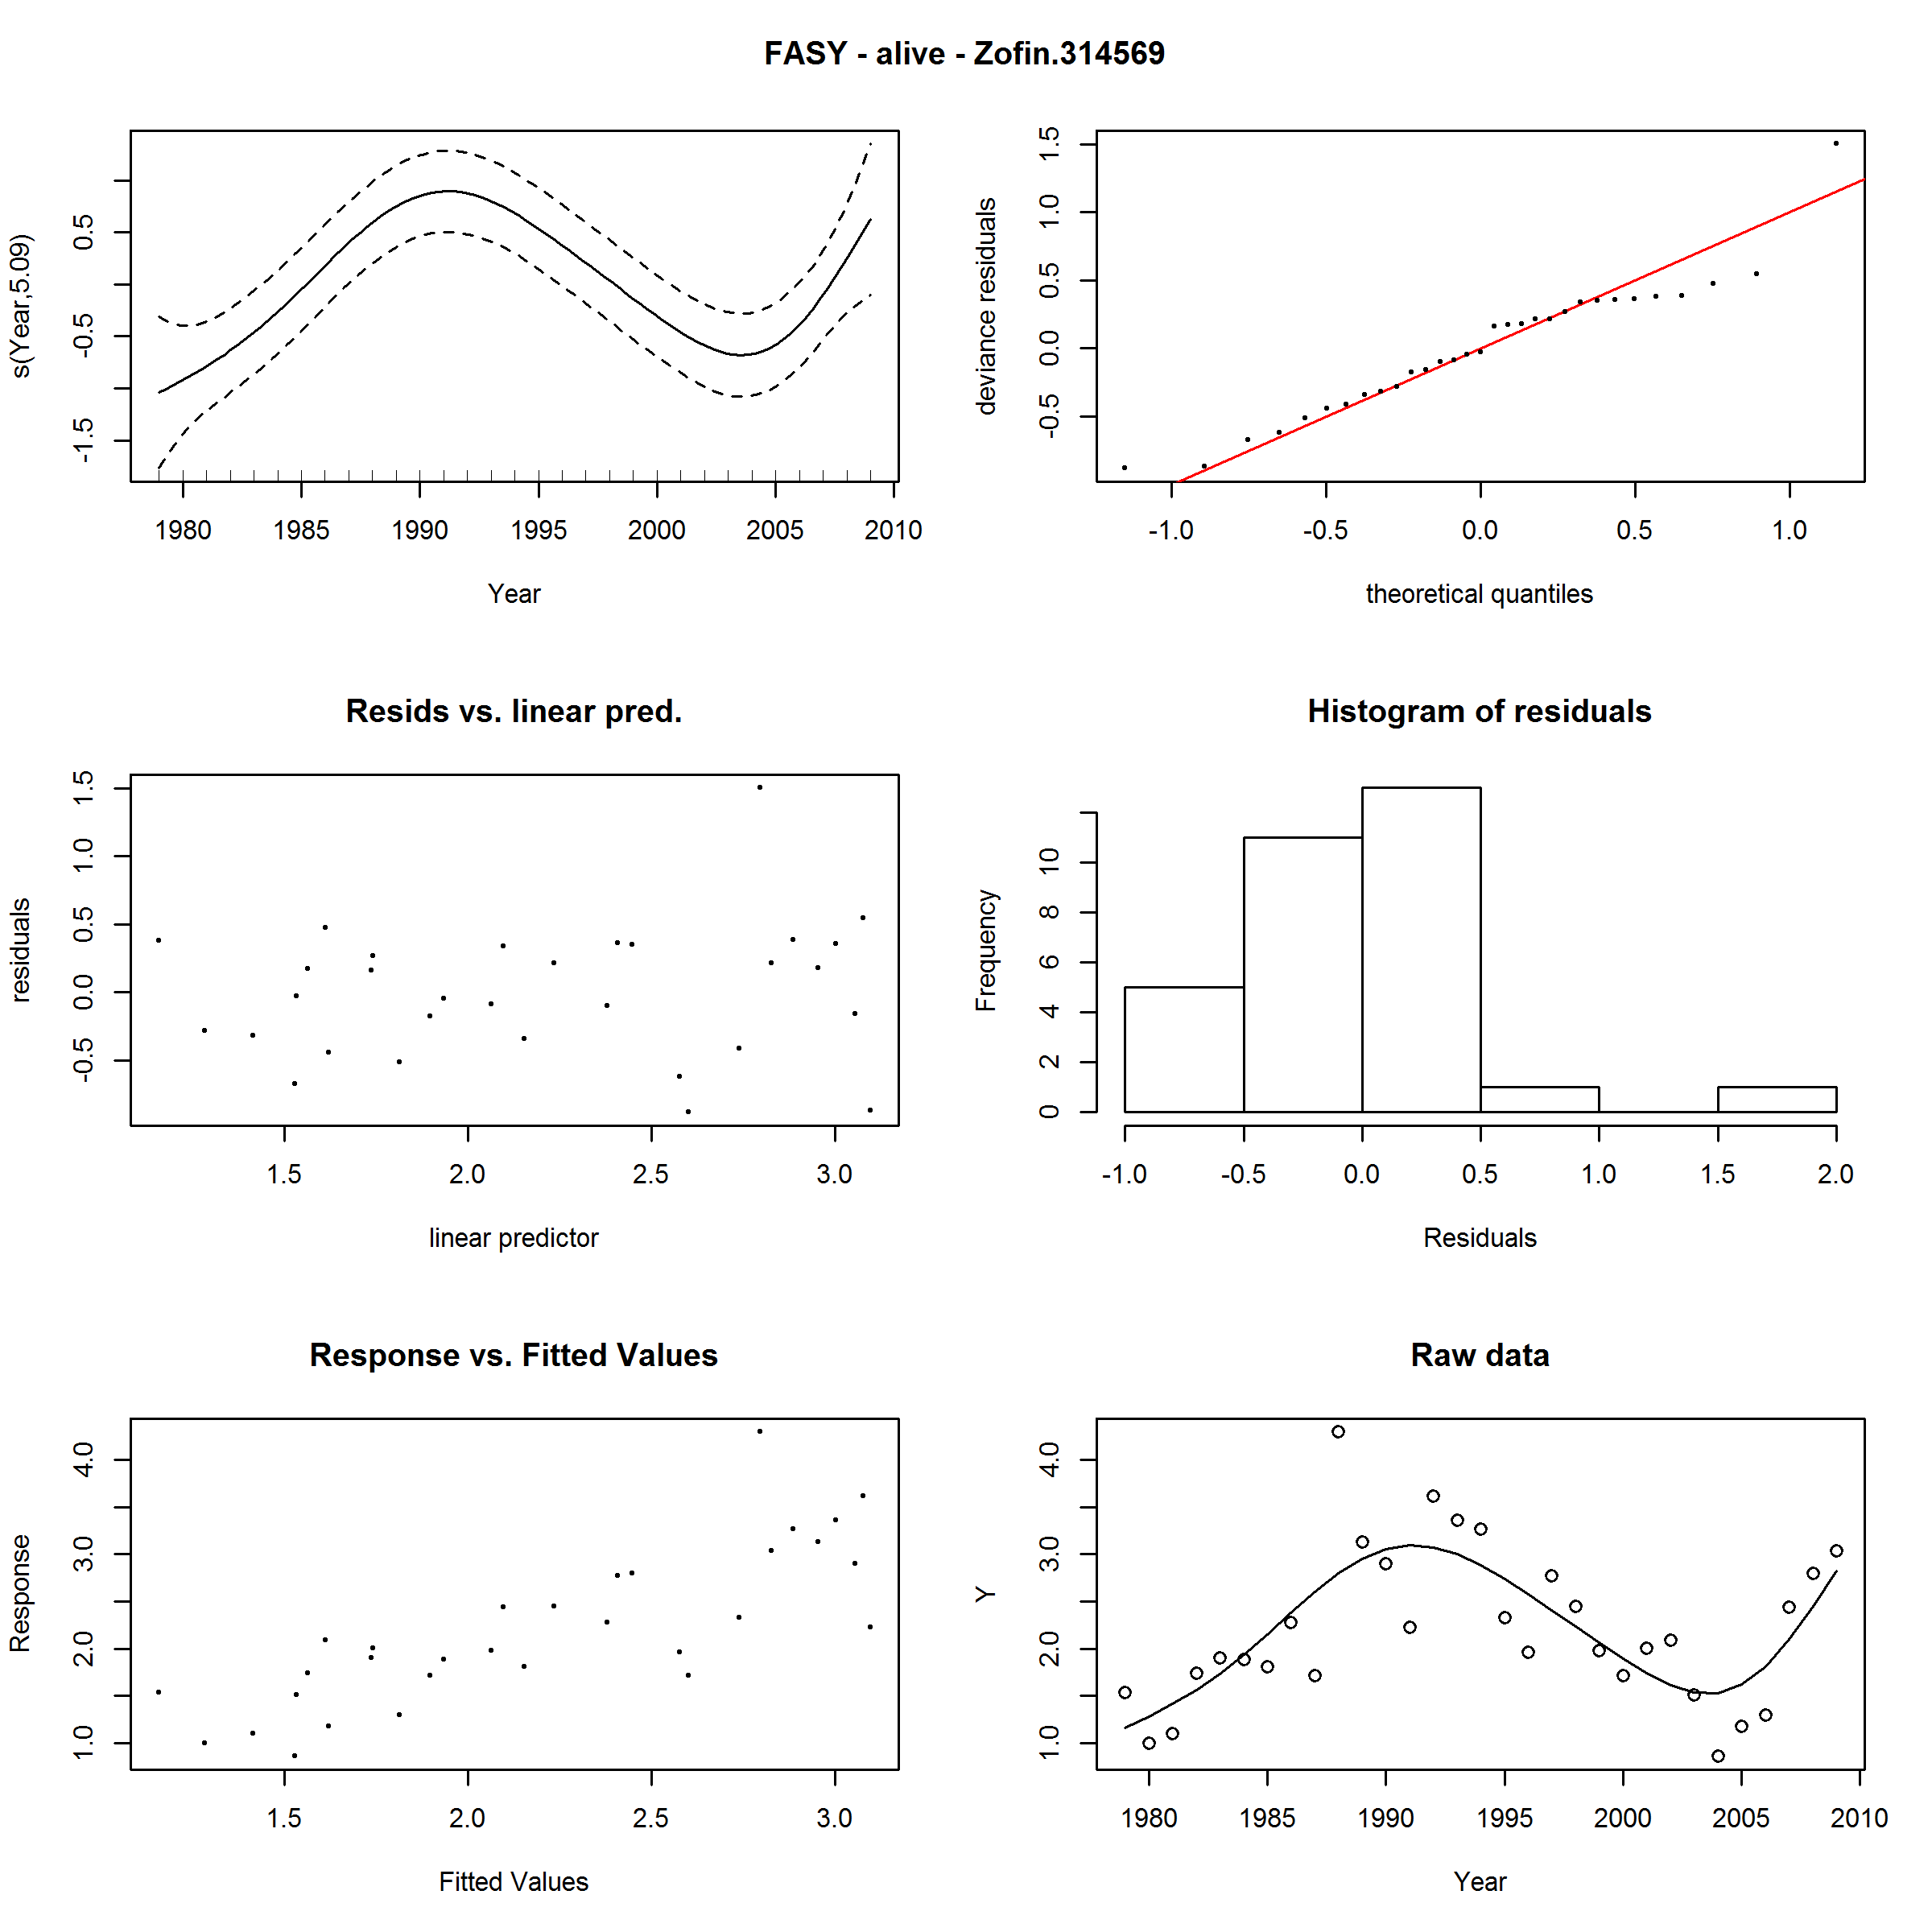 FASY - alive - Zofin.314569
s(Year,5.09)
-1.5 -0.5 0.5
1980 1985 1990 1995 2000 2005 2010
Year
deviance residuals
-0.5 0.0 0.5 1.0 1.5
-1.0 -0.5 0.0 0.5 1.0
theoretical quantiles
Resids vs. linear pred.
residuals
-0.5 0.0 0.5 1.0 1.5
1.5 2.0 2.5 3.0
linear predictor
Histogram of residuals
Frequency
0 2 4 6 8 10
-1.0 -0.5 0.0 0.5 1.0 1.5 2.0
Residuals
Response vs. Fitted Values
Response
1.0 2.0 3.0 4.0
1.5 2.0 2.5 3.0
Fitted Values
Raw data
Y
1.0 2.0 3.0 4.0
1980 1985 1990 1995 2000 2005 2010
Year